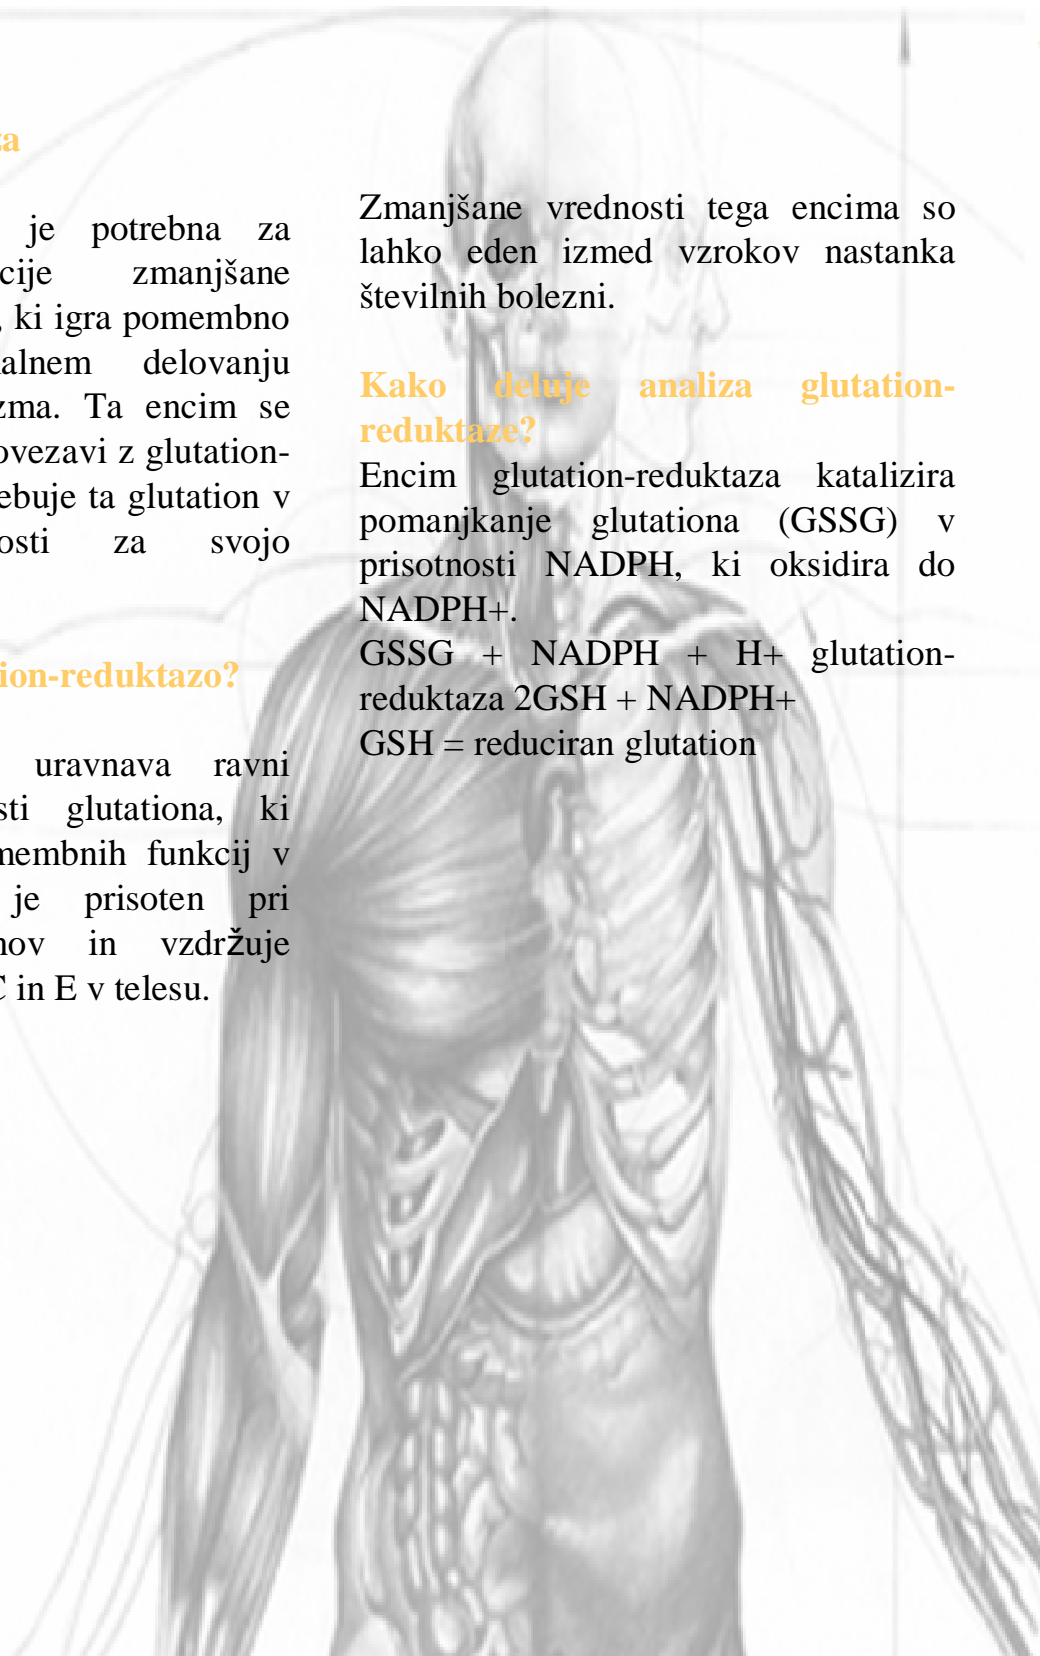 za
je potrebna za
cije zmanjšane
, ki igra pomembno
alnem delovanju
zma. Ta encim se
ovezavi z glutation-
ebuje ta glutation v
osti za svojo
ion-reduktazo?
uravnava ravni
sti glutationa, ki
membnih funkcij v
je prisoten pri
nov in vzdržuje
C in E v telesu.
Zmanjšane vrednosti tega encima so
lahko eden izmed vzrokov nastanka
številnih bolezni.
Kako deluje analiza glutation-
reduktaze?
Encim glutation-reduktaza katalizira
pomanjkanje glutationa (GSSG) v
prisotnosti NADPH, ki oksidira do
NADPH+.
GSSG + NADPH + H+ glutation-
reduktaza 2GSH + NADPH+
GSH = reduciran glutation